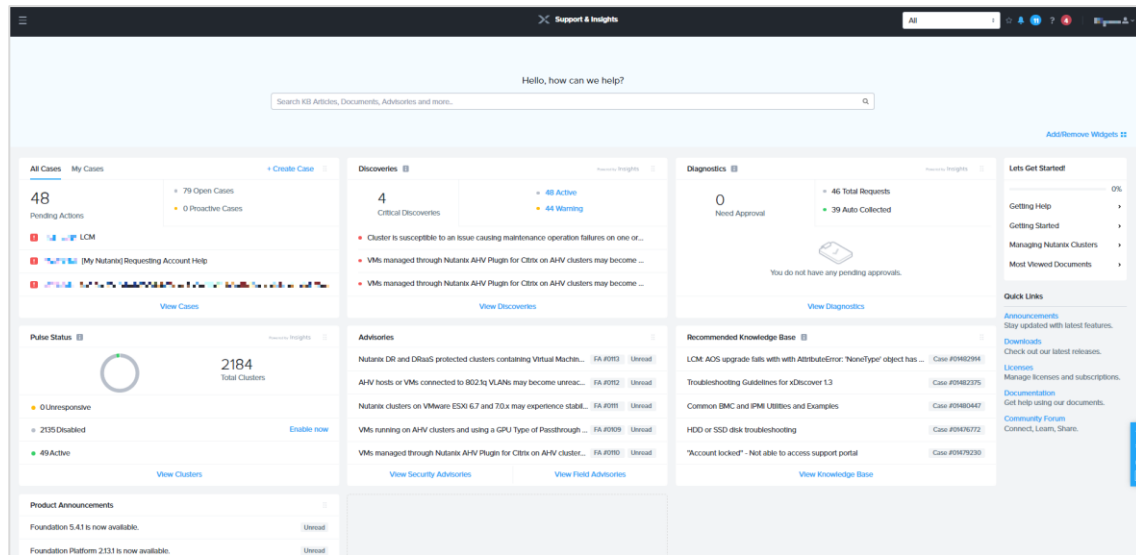 Support & Insights
All
11
?
4
Hello, how can we help?
Search KB Articles, Documents, Advisories and more..
Add/Remove Widgets
All Cases
My Cases
+ Create Case
48
Pending Actions
79 Open Cases
0 Proactive Cases
LCM
[My Nutanix] Requesting Account Help
View Cases
Discoveries
Insights
4
Critical Discoveries
48 Active
44 Warning
Cluster is susceptible to an issue causing maintenance operation failures on one or...
VMs managed through Nutanix AHV Plugin for Citrix on AHV clusters may become ...
VMs managed through Nutanix AHV Plugin for Citrix on AHV clusters may become ...
View Discoveries
Diagnostics
Insights
0
Need Approval
46 Total Requests
39 Auto Collected
You do not have any pending approvals.
View Diagnostics
Lets Get Started!
0%
Getting Help
Getting Started
Managing Nutanix Clusters
Most Viewed Documents
Quick Links
Announcements
Stay updated with latest features.
Downloads
Check out our latest releases.
Licenses
Manage licenses and subscriptions.
Documentation
Get help using our documents.
Community Forum
Connect, Learn, Share.
Pulse Status
Insights
2184
Total Clusters
0 Unresponsive
2135 Disabled
Enable now
49 Active
View Clusters
Advisories
Nutanix DR and DRaaS protected clusters containing Virtual Machin... FA #0113 Unread
AHV hosts or VMs connected to 802.1q VLANs may become unreac... FA #0112 Unread
Nutanix clusters on VMware ESXi 6.7 and 7.0.x may experience stabil... FA #0111 Unread
VMs running on AHV clusters and using a GPU Type of Passthrough ... FA #0109 Unread
VMs managed through Nutanix AHV Plugin for Citrix on AHV cluster... FA #0110 Unread
View Security Advisories
View Field Advisories
Recommended Knowledge Base
LCM: AOS upgrade fails with with AttributeError: 'NoneType' object has ... Case #01482914
Troubleshooting Guidelines for xDiscover 1.3 Case #01482375
Common BMC and IPMI Utilities and Examples Case #01480447
HDD or SSD disk troubleshooting Case #01476772
"Account locked" - Not able to access support portal Case #01479230
View Knowledge Base
Product Announcements
Foundation 5.4.1 is now available. Unread
Foundation Platform 2.13.1 is now available. Unread